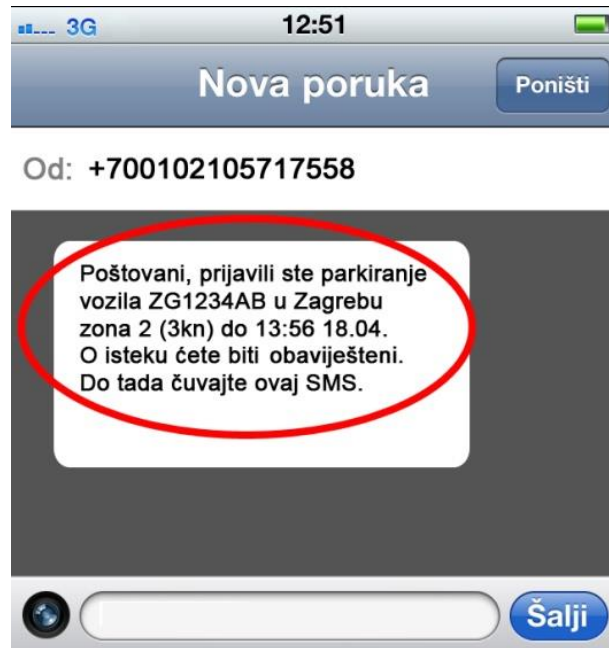 3G 12:51
Nova poruka Poništi
Od: +700102105717558
Poštovani, prijavili ste parkiranje
vozila ZG1234AB u Zagrebu
zona 2 (3kn) do 13:56 18.04.
O isteku ćete biti obaviješteni.
Do tada čuvajte ovaj SMS.
Šalji